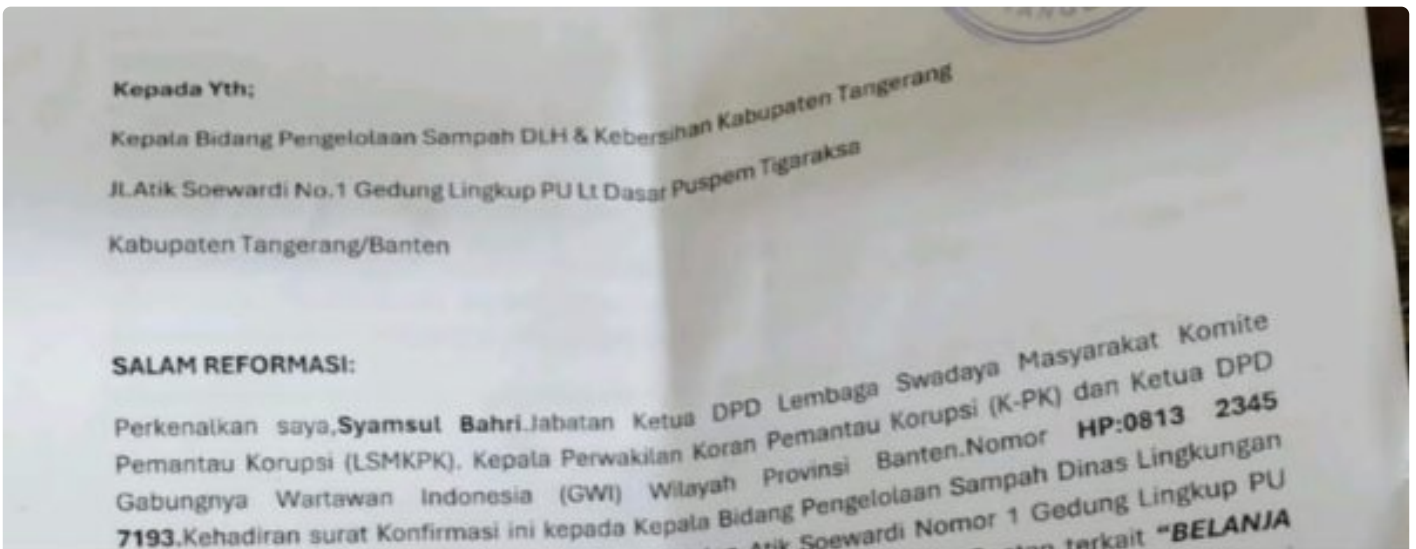 Kepada Yth;
Kepala Bidang Pengelolaan Sampah DLH & Kebersihan Kabupaten Tangerang
Jl.Atik Soewardi No.1 Gedung Lingkup PU Lt Dasar Puspem Tigaraksa
Kabupaten Tangerang/Banten
SALAM REFORMASI:
Perkenalkan saya,Syamsul Bahri.Jabatan Ketua DPD Lembaga Swadaya Masyarakat Komite
Pemantau Korupsi (LSMKPK). Kepala Perwakilan Koran Pemantau Korupsi (K-PK) dan Ketua DPD
Gabungnya Wartawan Indonesia (GWI) Wilayah Provinsi Banten.Nomor HP:0813 2345
7193.Kehadiran surat Konfirmasi ini kepada Kepala Bidang Pengelolaan Sampah Dinas Lingkungan
Atik Soewardi Nomor 1 Gedung Lingkup PU
terkait "BELANJA